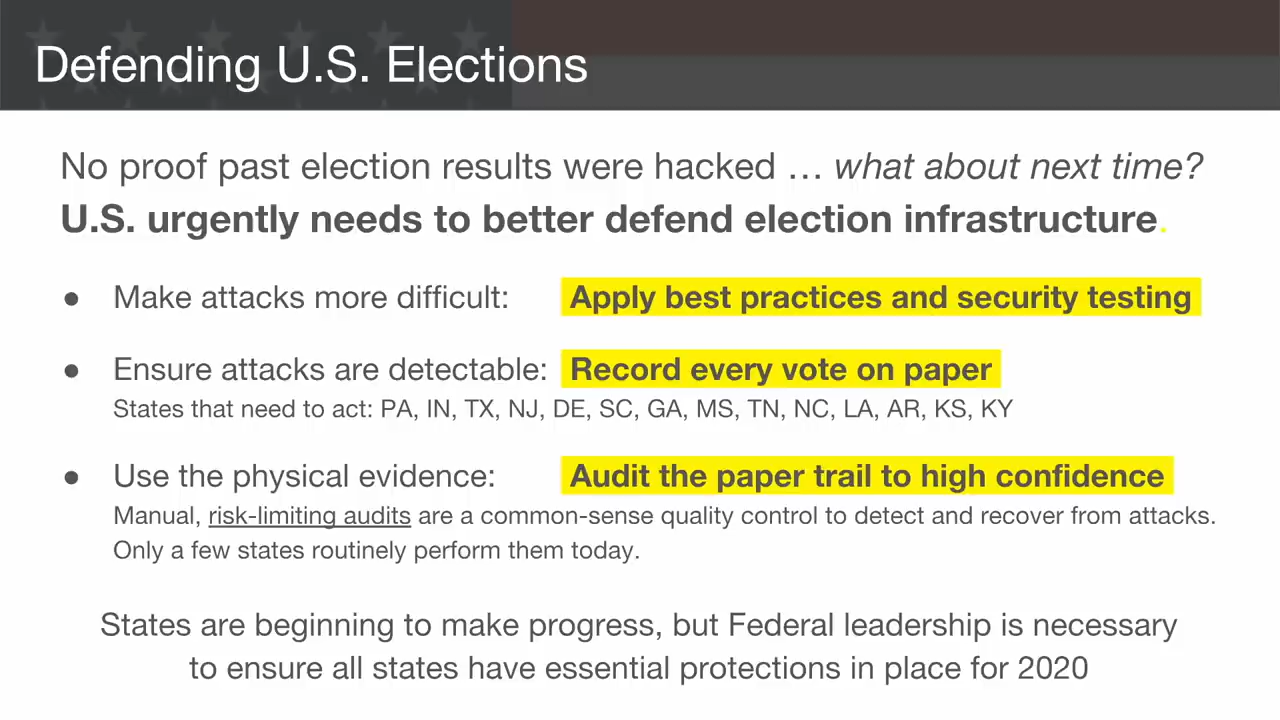 Defending U.S. Elections
No proof past election results were hacked … what about next time?
U.S. urgently needs to better defend election infrastructure.
● Make attacks more difficult: Apply best practices and security testing
● Ensure attacks are detectable: Record every vote on paper
States that need to act: PA, IN, TX, NJ, DE, SC, GA, MS, TN, NC, LA, AR, KS, KY
● Use the physical evidence: Audit the paper trail to high confidence
Manual, risk-limiting audits are a common-sense quality control to detect and recover from attacks.
Only a few states routinely perform them today.
States are beginning to make progress, but Federal leadership is necessary
to ensure all states have essential protections in place for 2020